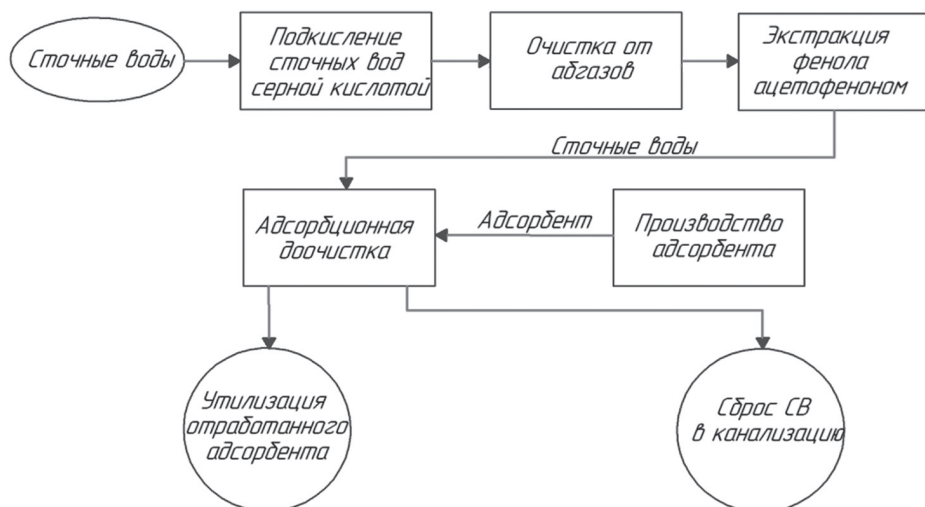 Сточные воды
Подкисление
сточных вод
серной кислотой
Очистка от
абгазов
Экстракция
фенола
ацетофеноном
Сточные воды
Адсорбционная
доочистка
Адсорбент
Производство
адсорбента
Утилизация
отработанного
адсорбента
Сброс СВ
в канализацию